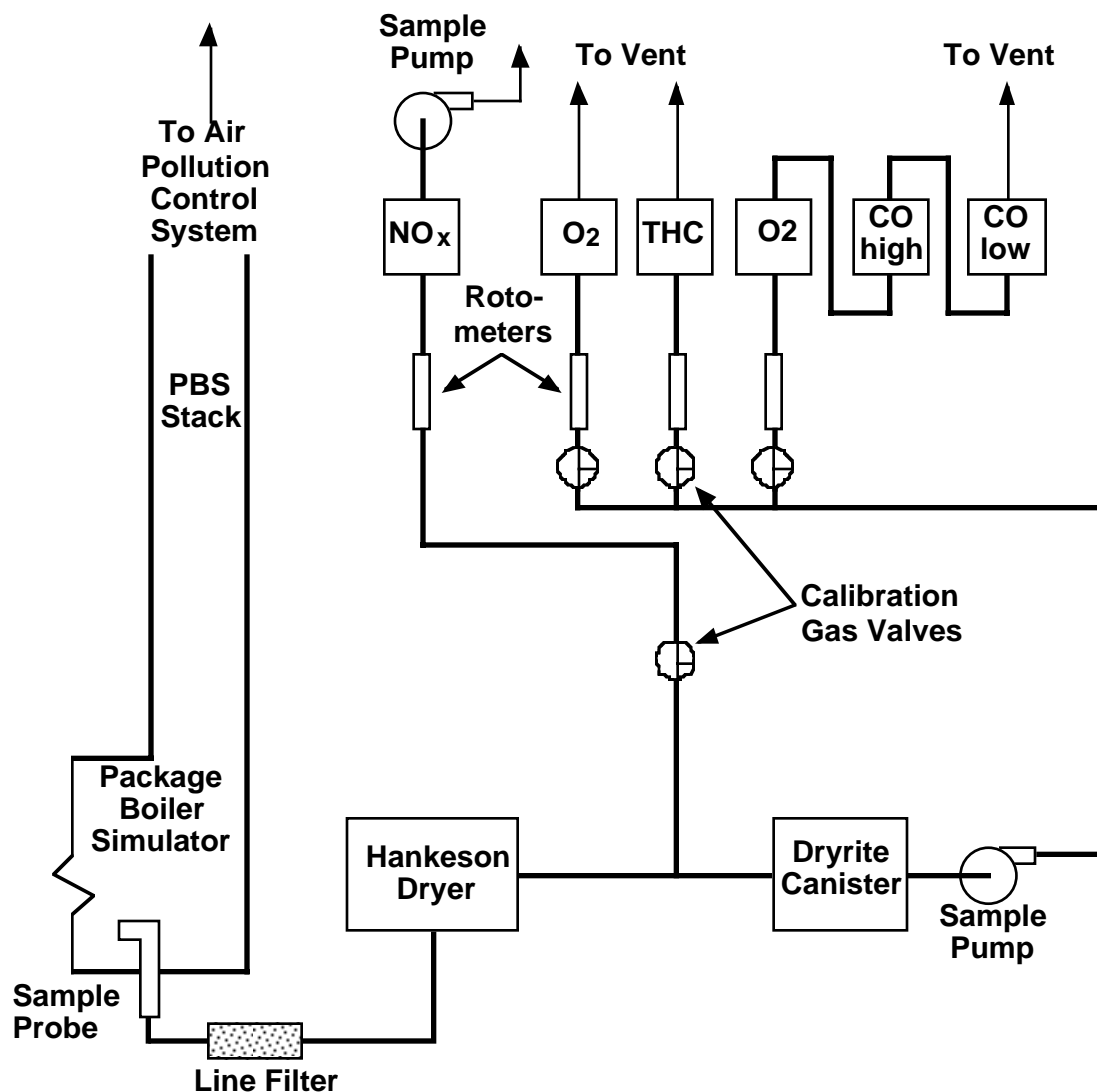 Sample
Pump
To Vent
To Vent
To Air
Pollution
Control
System
NOx
O2
THC
O2
CO
high
CO
low
Roto-
meters
PBS
Stack
Calibration
Gas Valves
Package
Boiler
Simulator
Hankeson
Dryer
Dryrite
Canister
Sample
Pump
Sample
Probe
Line Filter